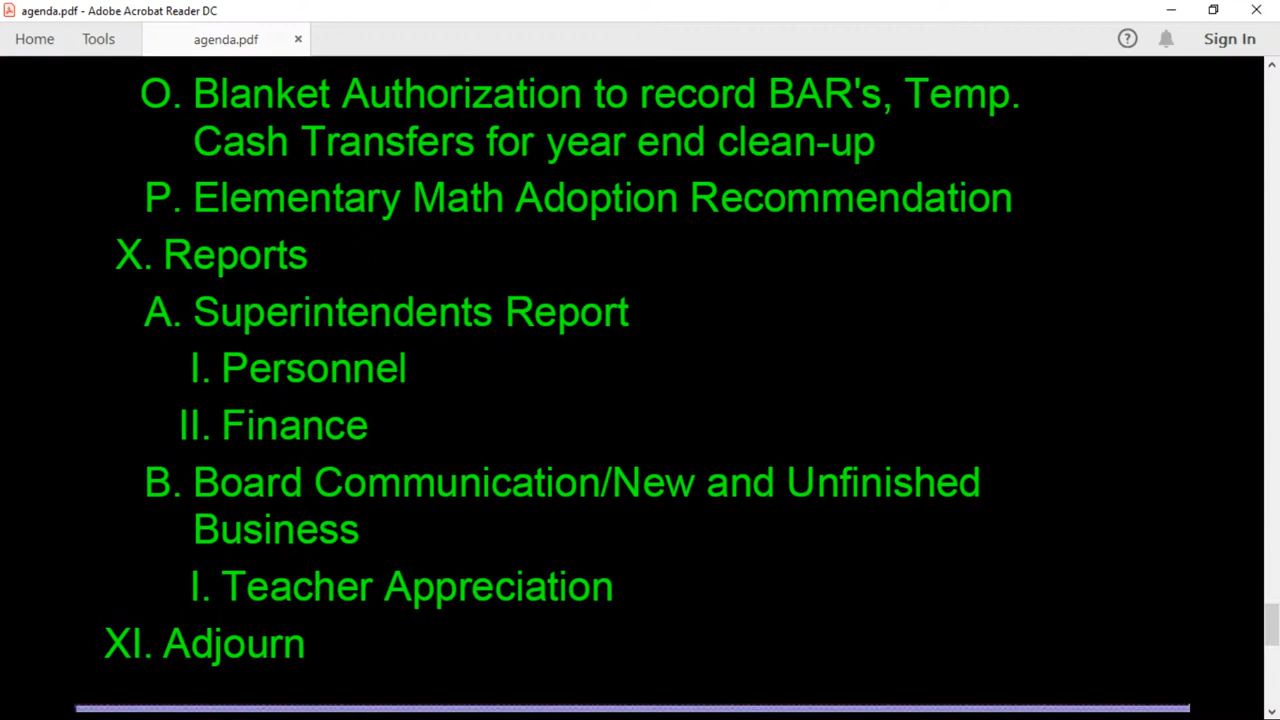 agenda.pdf - Adobe Acrobat Reader DC
Home Tools agenda.pdf × ? Sign In
O. Blanket Authorization to record BAR's, Temp.
Cash Transfers for year end clean-up
P. Elementary Math Adoption Recommendation
X. Reports
A. Superintendents Report
I. Personnel
II. Finance
B. Board Communication/New and Unfinished
Business
I. Teacher Appreciation
XI. Adjourn